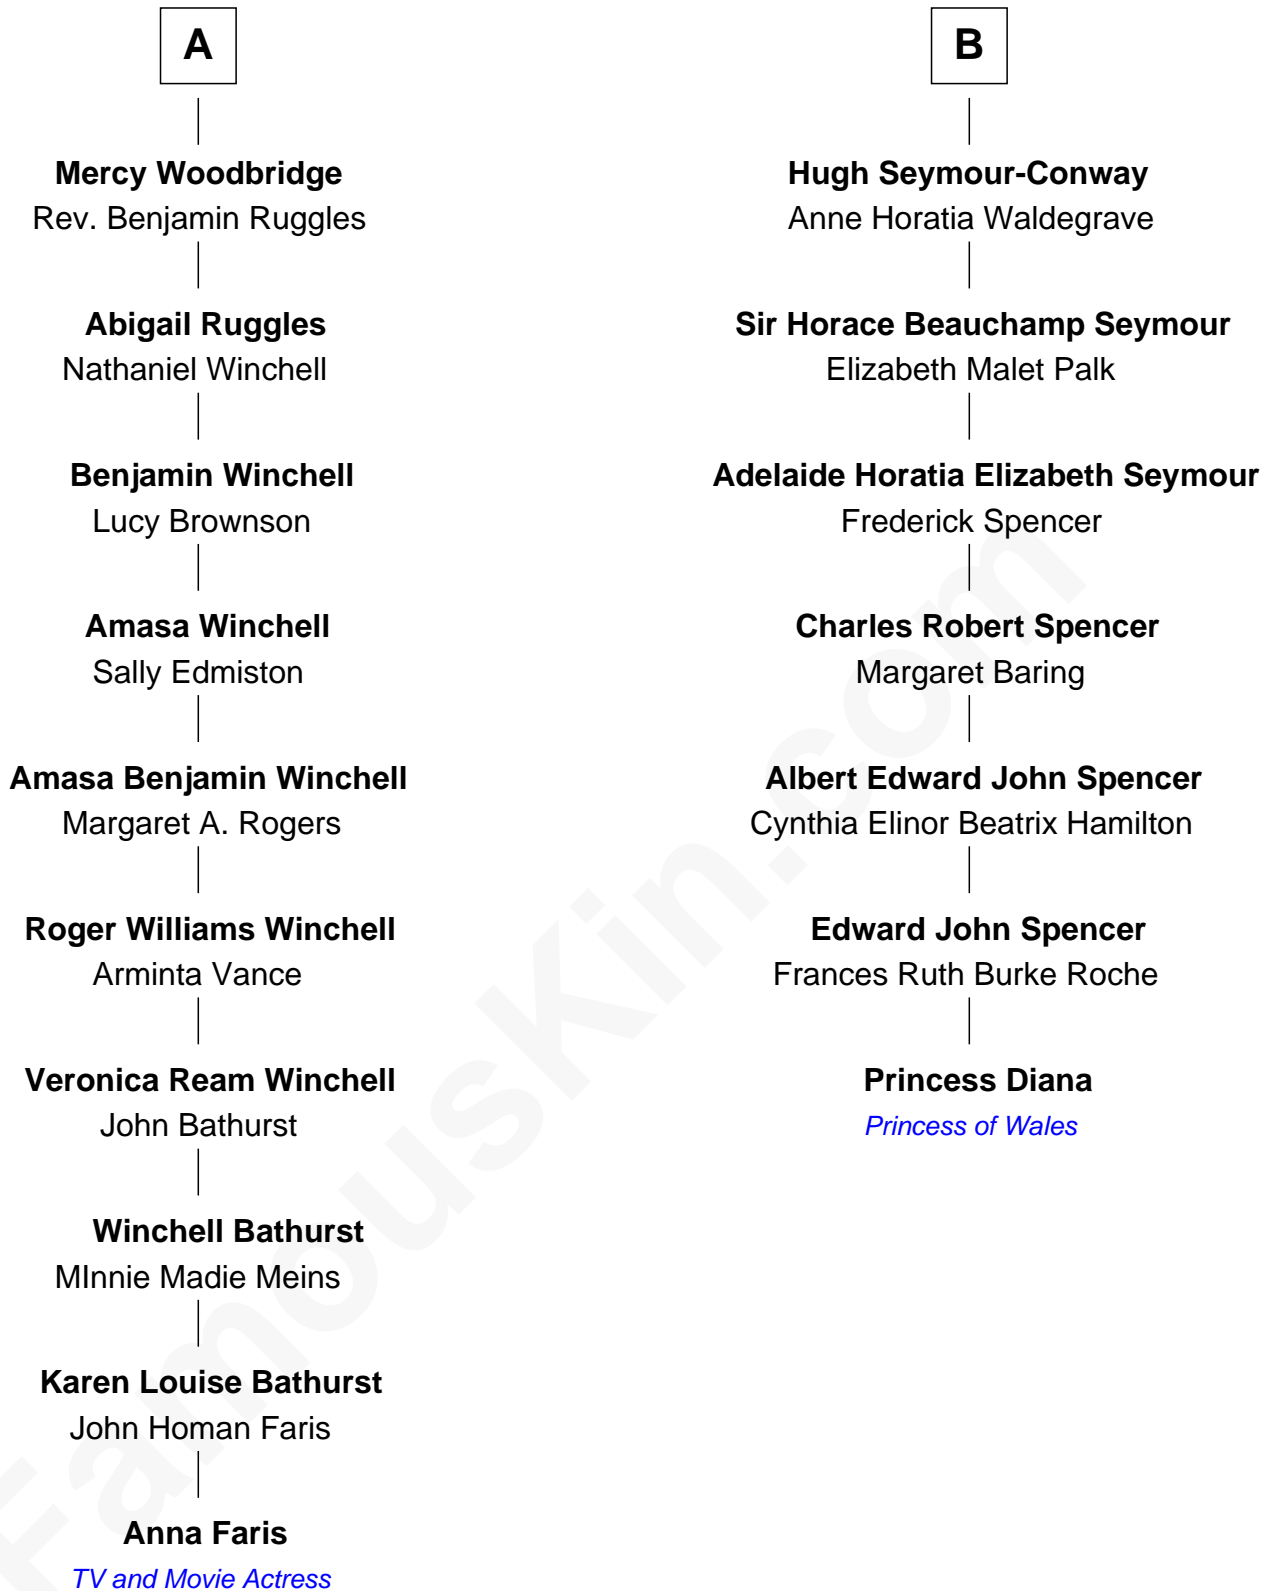 A
Mercy Woodbridge
Rev. Benjamin Ruggles
Abigail Ruggles
Nathaniel Winchell
Benjamin Winchell
Lucy Brownson
Amasa Winchell
Sally Edmiston
Amasa Benjamin Winchell
Margaret A. Rogers
Roger Williams Winchell
Arminta Vance
Veronica Ream Winchell
John Bathurst
Winchell Bathurst
MInnie Madie Meins
Karen Louise Bathurst
John Homan Faris
Anna Faris
TV and Movie Actress
B
Hugh Seymour-Conway
Anne Horatia Waldegrave
Sir Horace Beauchamp Seymour
Elizabeth Malet Palk
Adelaide Horatia Elizabeth Seymour
Frederick Spencer
Charles Robert Spencer
Margaret Baring
Albert Edward John Spencer
Cynthia Elinor Beatrix Hamilton
Edward John Spencer
Frances Ruth Burke Roche
Princess Diana
Princess of Wales
FamousKin.com